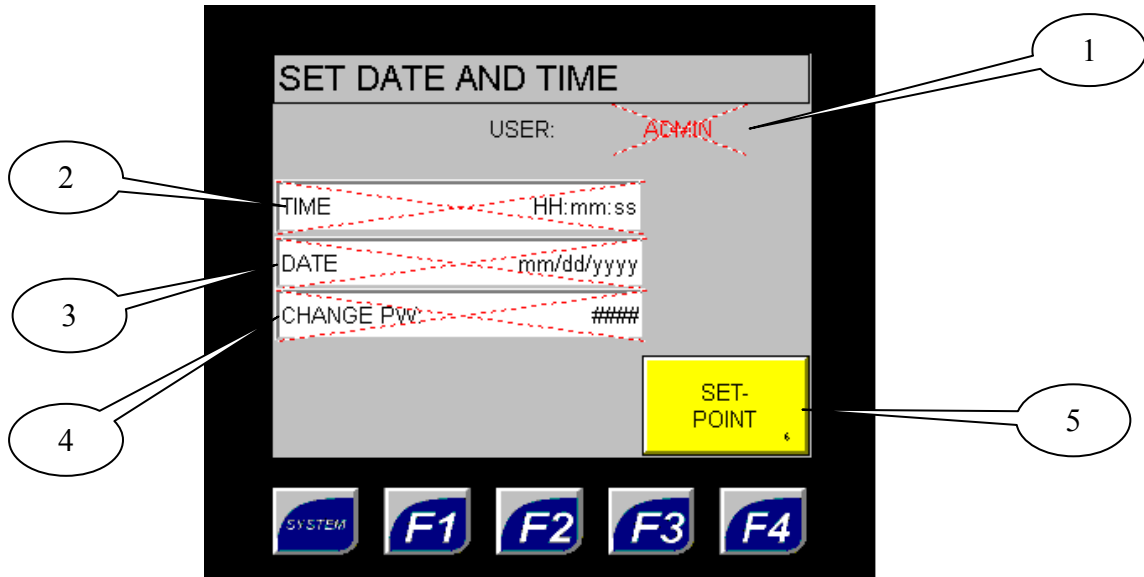 SET DATE AND TIME
1
USER: ADMIN
2
TIME HH:mm:ss
DATE mm/dd/yyyy
3
CHANGE PW: ####
SET-
POINT
6
4
5
SYSTEM F1 F2 F3 F4